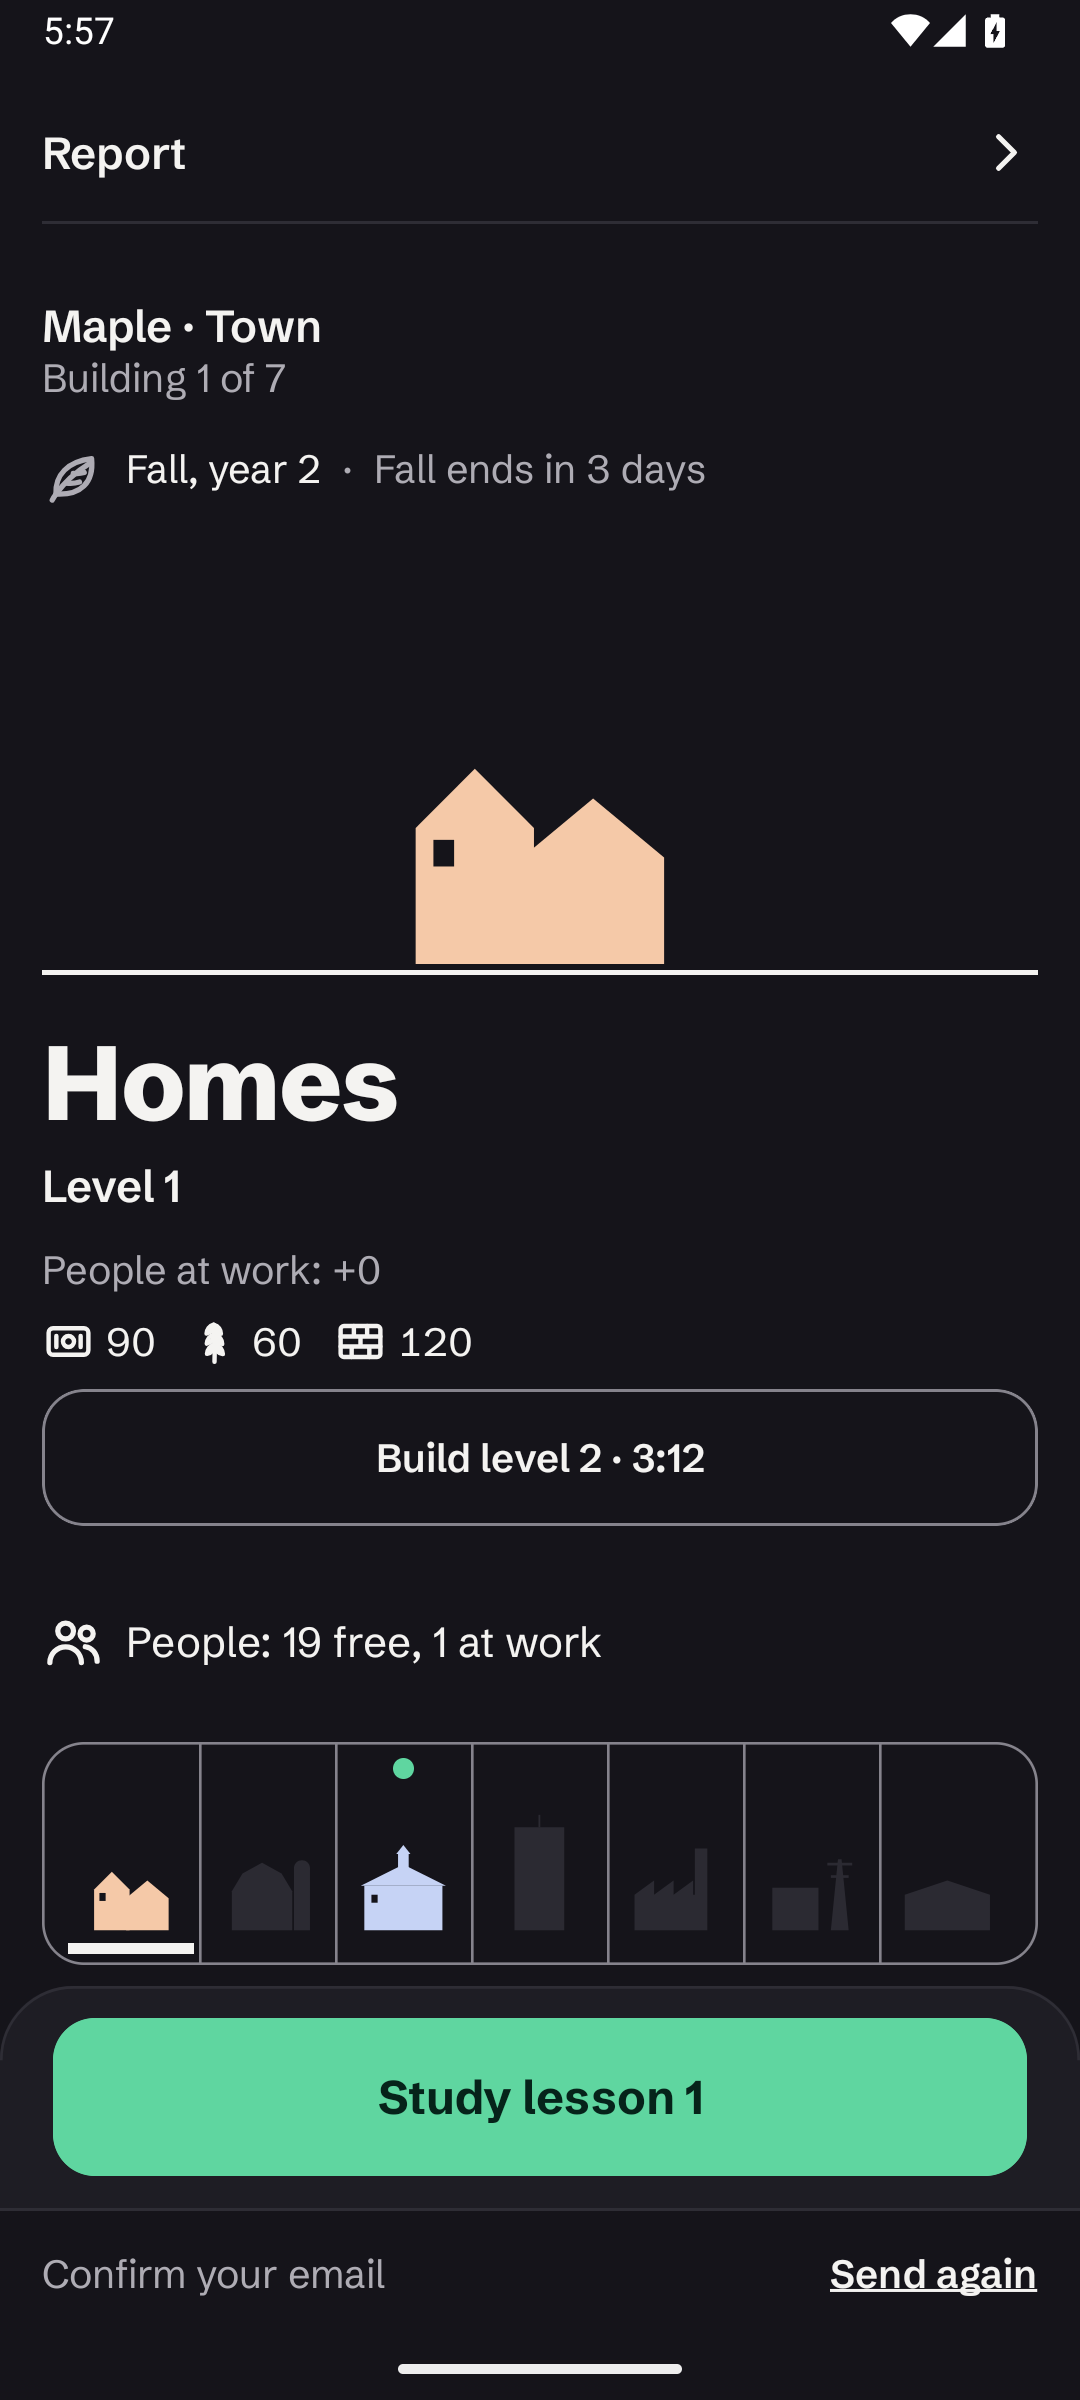 5:57
Report
Maple · Town
Building 1 of 7
Fall, year 2 · Fall ends in 3 days
Homes
Level 1
People at work: +0
90 60 120
Build level 2 · 3:12
People: 19 free, 1 at work
Study lesson 1
Confirm your email Send again